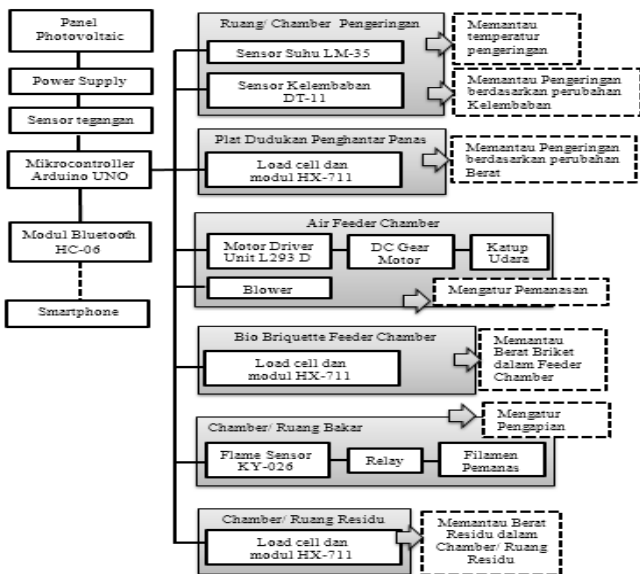 Panel
Photovoltaic
Power Supply
Sensor tegangan
Mikrocontroller
Arduino UNO
Modul Bluetooth
HC-06
Smartphone
Ruang/ Chamber Pengeringan
Sensor Suhu LM-35
Sensor Kelembaban
DT-11
Memantau
temperatur
pengeringan
Memantau Pengeringan
berdasarkan perubahan
Kelembaban
Plat Dudukan Penghantar Panas
Load cell dan
modul HX-711
Memantau Pengeringan
berdasarkan perubahan
Berat
Air Feeder Chamber
Motor Driver
Unit L293 D
DC Gear
Motor
Katup
Udara
Blower
Mengatur Pemanasan
Bio Briquette Feeder Chamber
Load cell dan
modul HX-711
Memantau
Berat Briket
dalam Feeder
Chamber
Mengatur
Pengapian
Chamber/ Ruang Bakar
Flame Sensor
KY-026
Relay
Filamen
Pemanas
Chamber/ Ruang Residu
Load cell dan
modul HX-711
Memantau Berat
Residu dalam
Chamber/ Ruang
Residu